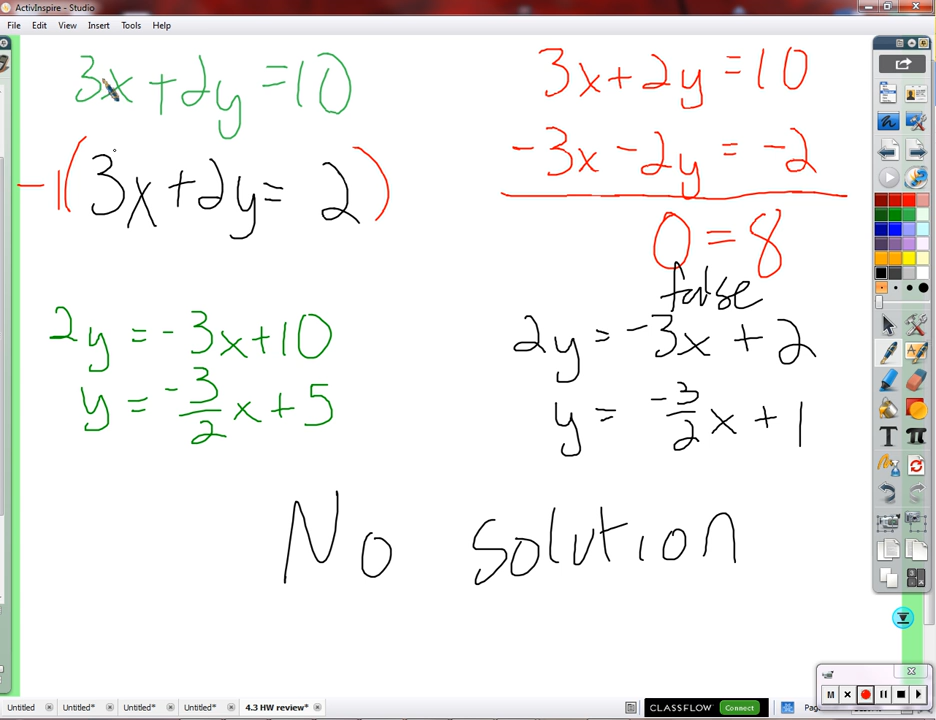 ActivInspire - Studio
File Edit View Insert Tools Help
3x+2y=10
-1(3x+2y=2)
3x+2y=10
-3x-2y=-2
0=8
false
2y=-3x+10
y=-3/2x+5
2y=-3x+2
y=-3/2x+1
No solution
Untitled Untitled* Untitled* Untitled* 4.3 HW review* CLASSFLOW Connect
M